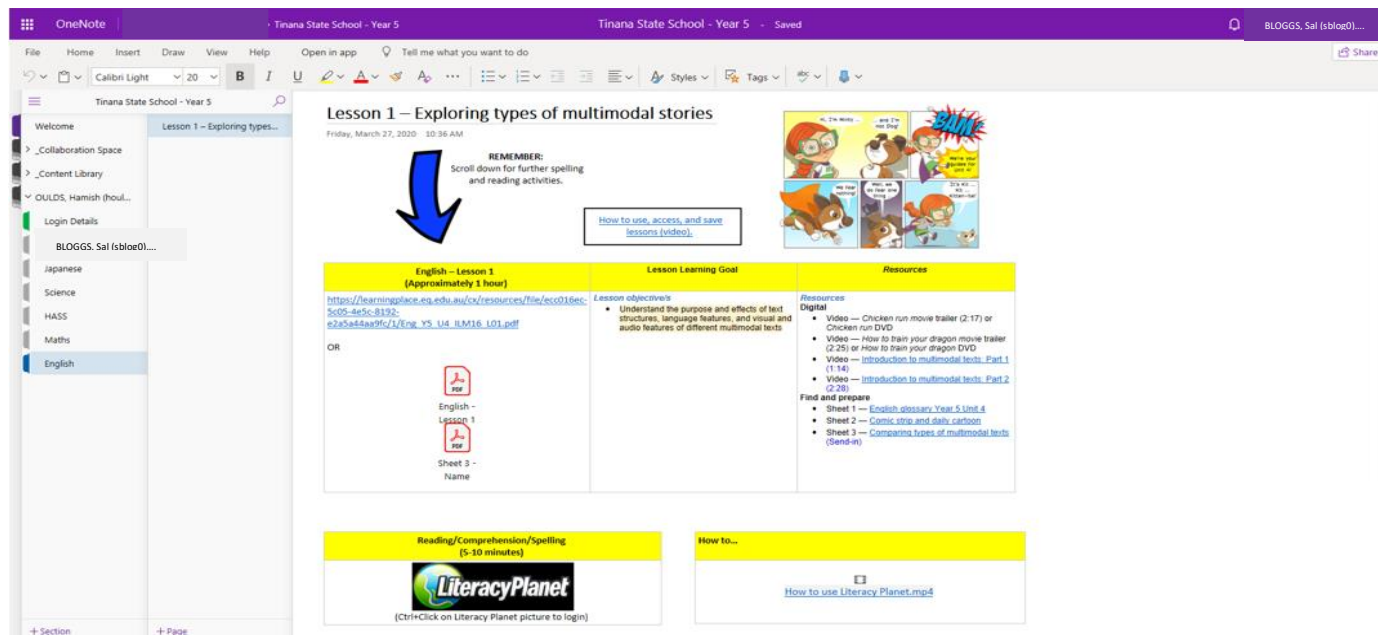 OneNote
› Tinana State School - Year 5
Tinana State School - Year 5 - Saved
BLOGGS, Sal (sblog0)....
File Home Insert Draw View Help Open in app Tell me what you want to do
Share
Calibri Light 20 B I U A Styles Tags
Tinana State School - Year 5
Welcome
_Collaboration Space
_Content Library
OULDS, Hamish (houl...
Login Details
BLOGGS, Sal (sblog0)....
Japanese
Science
HASS
Maths
English
+ Section
Lesson 1 – Exploring types...
+ Page
Lesson 1 – Exploring types of multimodal stories
Friday, March 27, 2020 10:36 AM
REMEMBER:
Scroll down for further spelling
and reading activities.
How to use, access, and save
lessons (video).
BAM!
English – Lesson 1
(Approximately 1 hour)
https://learningplace.eq.edu.au/cx/resources/file/ecc016ec-
5c05-4e5c-8192-
e2a5a44aa9fc/1/Eng_Y5_U4_ILM16_L01.pdf
OR
PDF
English -
Lesson 1
PDF
Sheet 3 -
Name
Lesson Learning Goal
Lesson objective/s
• Understand the purpose and effects of text
structures, language features, and visual and
audio features of different multimodal texts
Resources
Resources
Digital
• Video — Chicken run movie trailer (2:17) or
Chicken run DVD
• Video — How to train your dragon movie trailer
(2:25) or How to train your dragon DVD
• Video — Introduction to multimodal texts: Part 1
(1:14)
• Video — Introduction to multimodal texts: Part 2
(2:28)
Find and prepare
• Sheet 1 — English glossary Year 5 Unit 4
• Sheet 2 — Comic strip and daily cartoon
• Sheet 3 — Comparing types of multimodal texts
(Send-in)
Reading/Comprehension/Spelling
(5-10 minutes)
LiteracyPlanet
(Ctrl+Click on Literacy Planet picture to login)
How to...
How to use Literacy Planet.mp4